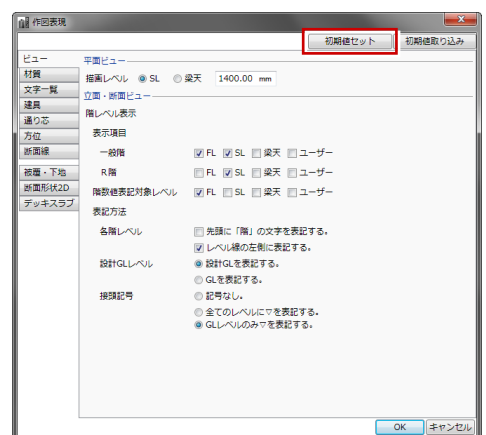 作図表現
初期値セット 初期値取り込み
ビュー
材質
文字一覧
建具
通り芯
方位
断面線
被覆・下地
断面形状2D
デッキスラブ
平面ビュー
描画レベル SL 梁天 1400.00 mm
立面・断面ビュー
階レベル表示
表示項目
一般階 FL SL 梁天 ユーザー
R階 FL SL 梁天 ユーザー
階数値表記対象レベル FL SL 梁天 ユーザー
表記方法
各階レベル 先頭に「階」の文字を表記する。
レベル線の左側に表記する。
設計GLレベル 設計GLを表記する。
GLを表記する。
接頭記号 記号なし。
全てのレベルに▽を表記する。
GLレベルのみ▽を表記する。
OK キャンセル